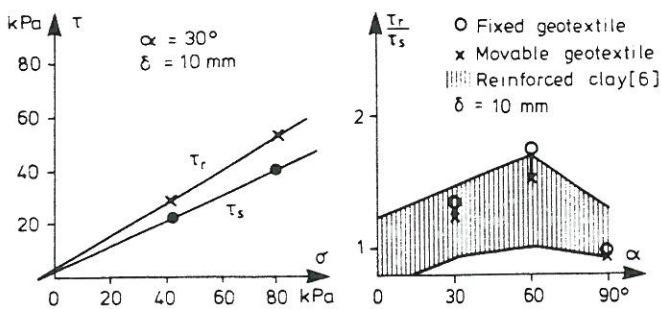 kPa τ
80
60
40
20
α = 30°
δ = 10 mm
τr
τs
σ
0 20 40 60 80 kPa
τr
τs
O Fixed geotextile
x Movable geotextile
Reinforced clay[6]
δ = 10 mm
2
1
α
0 30 60 90°